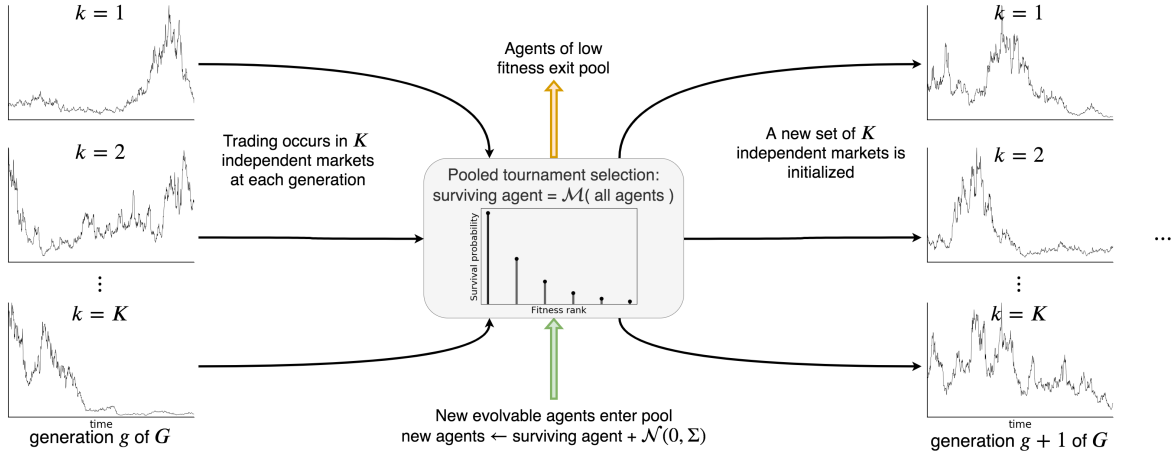 k = 1
k = 2
⋮
k = K
time
generation g of G
Trading occurs in K
independent markets
at each generation
Agents of low
fitness exit pool
Pooled tournament selection:
surviving agent = ℳ( all agents )
Survival probability
Fitness rank
New evolvable agents enter pool
new agents ← surviving agent + 𝒩(0, Σ)
A new set of K
independent markets is
initialized
k = 1
k = 2
⋮
k = K
time
generation g + 1 of G
...